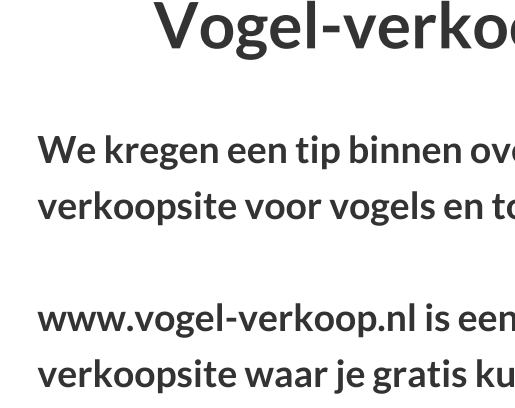 Vogel-verko
We kregen een tip binnen ov
verkoopsite voor vogels en to
www.vogel-verkoop.nl is een
verkoopsite waar je gratis ku